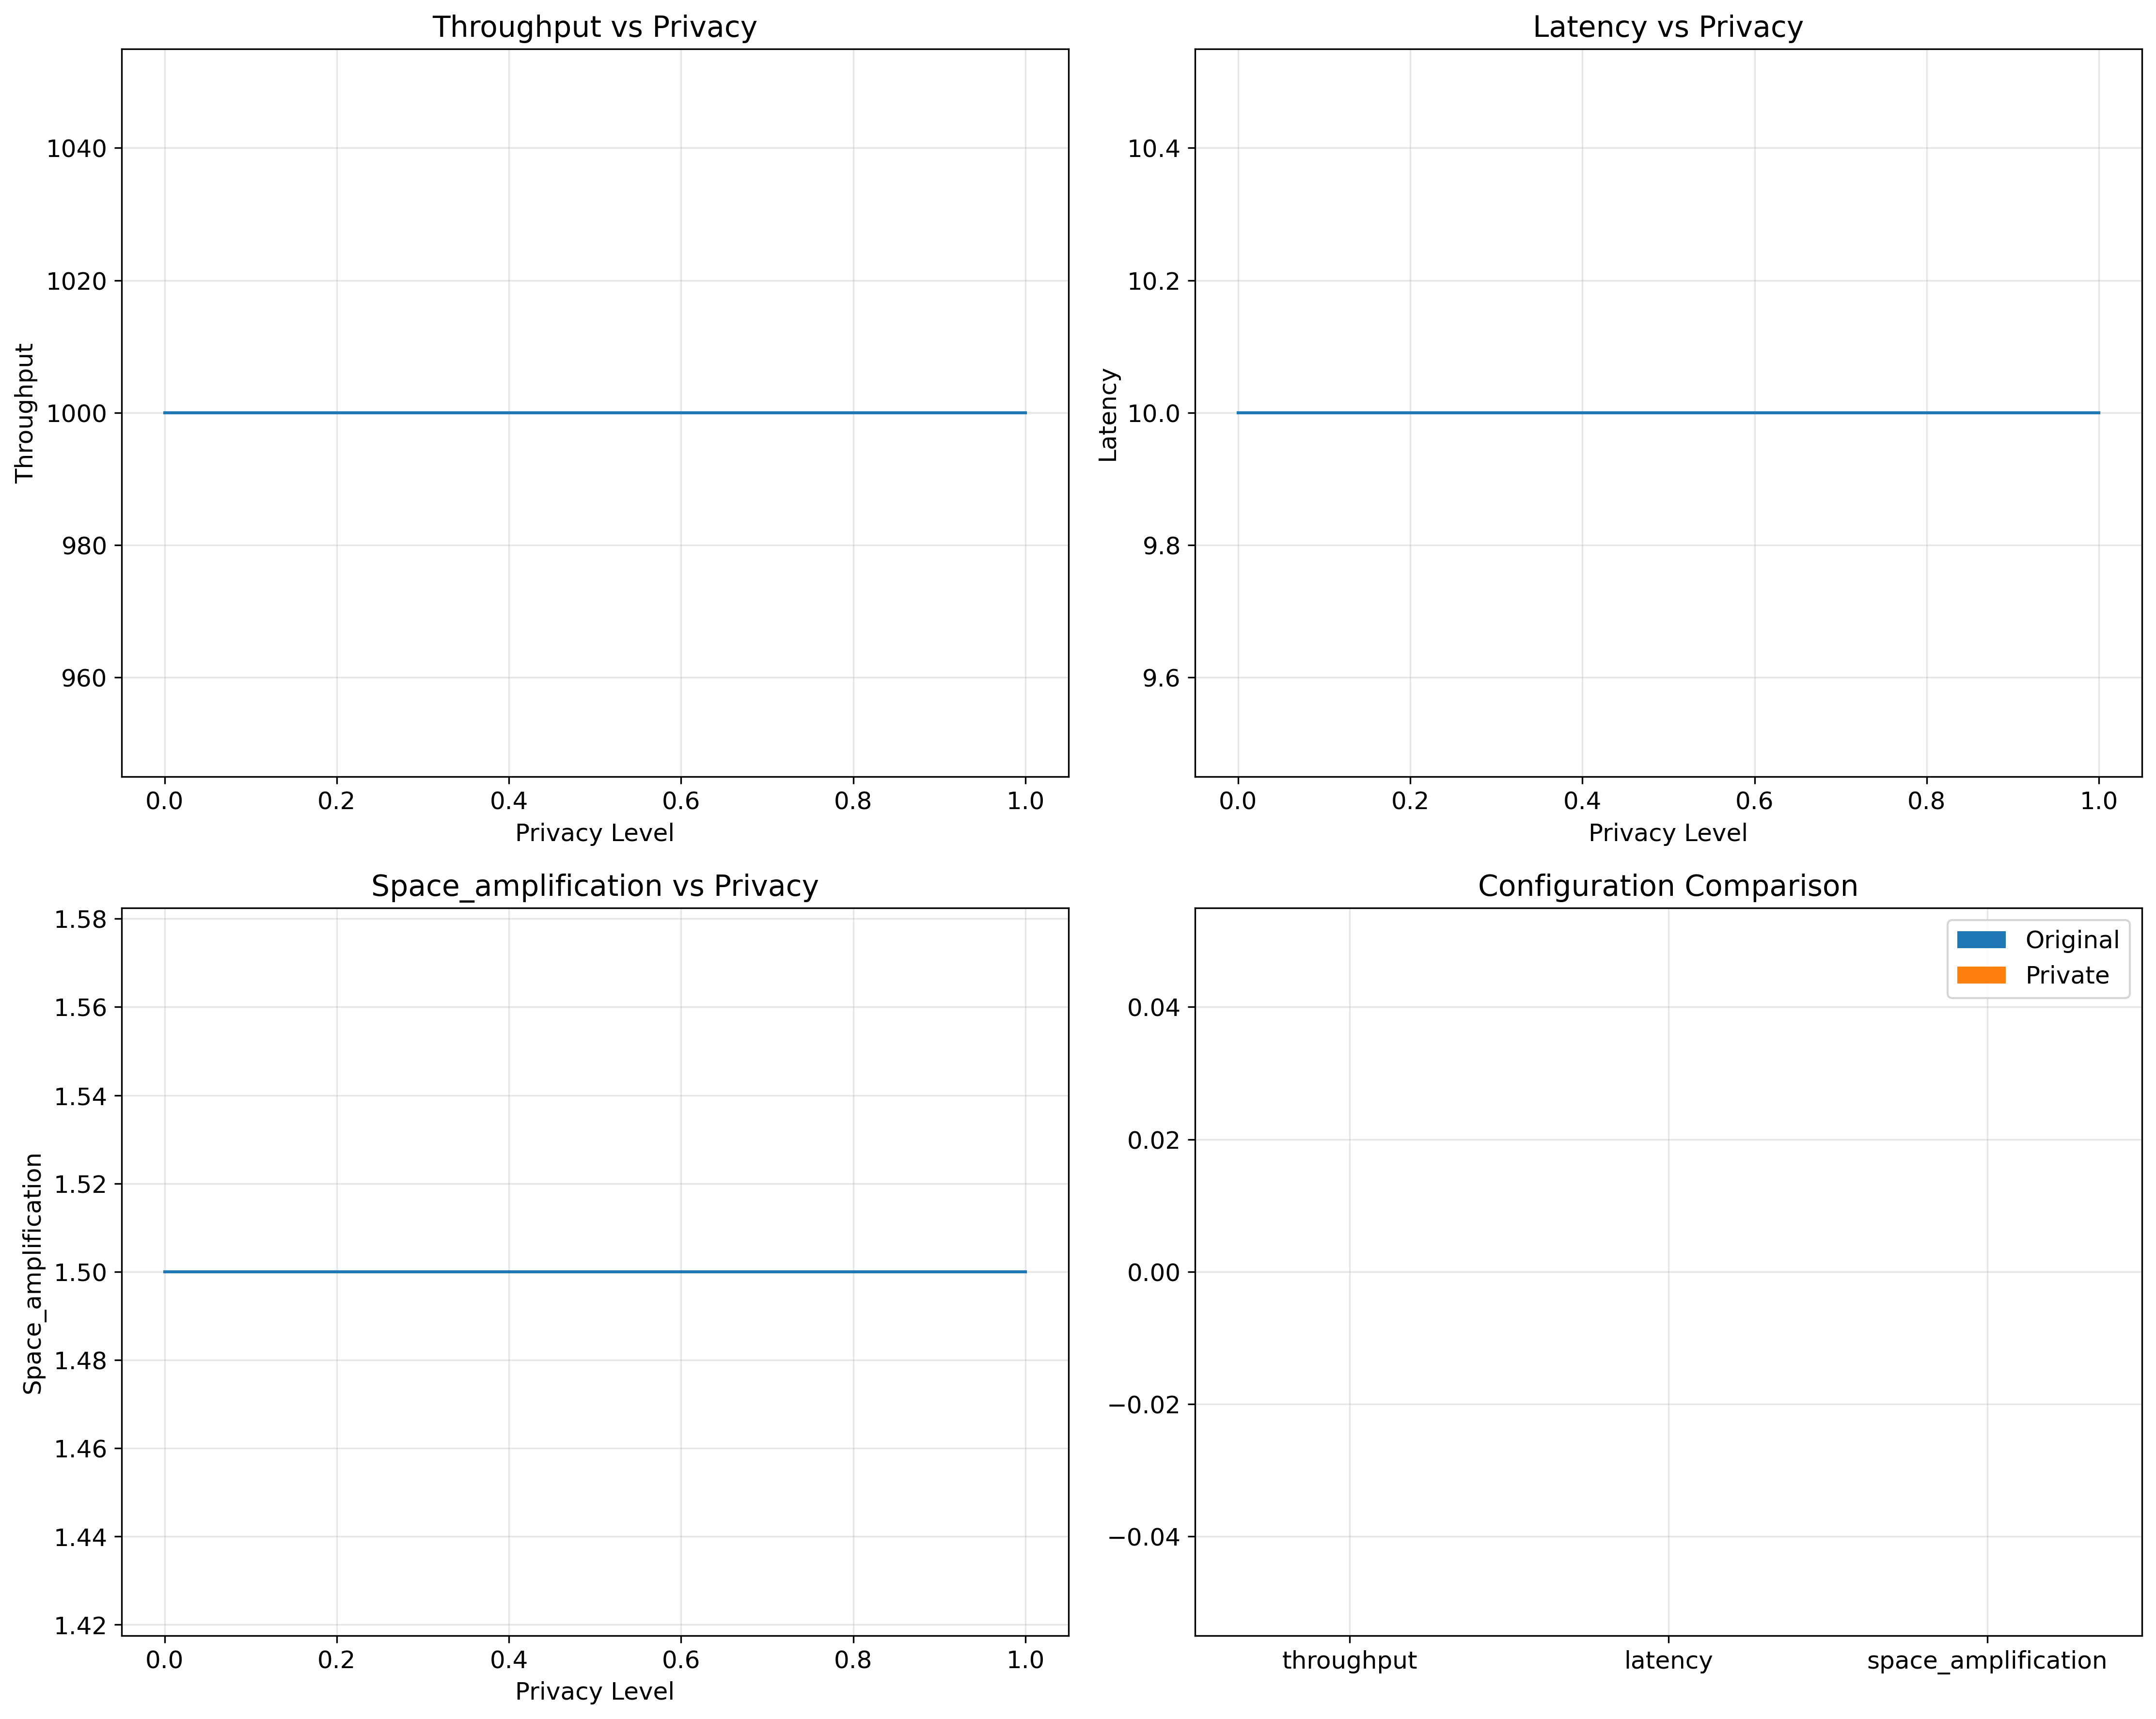 Throughput vs Privacy
Throughput
1040
1020
1000
980
960
0.0 0.2 0.4 0.6 0.8 1.0
Privacy Level
Latency vs Privacy
Latency
10.4
10.2
10.0
9.8
9.6
0.0 0.2 0.4 0.6 0.8 1.0
Privacy Level
Space_amplification vs Privacy
Space_amplification
1.58
1.56
1.54
1.52
1.50
1.48
1.46
1.44
1.42
0.0 0.2 0.4 0.6 0.8 1.0
Privacy Level
Configuration Comparison
Original
Private
0.04
0.02
0.00
−0.02
−0.04
throughput latency space_amplification